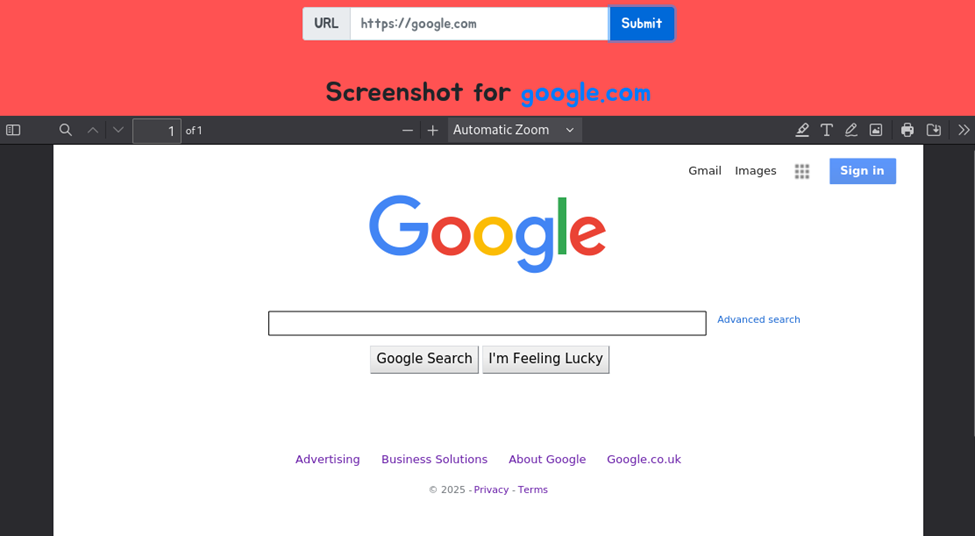 URL https://google.com Submit
Screenshot for google.com
1 of 1 Automatic Zoom
Gmail Images Sign in
Google
Advanced search
Google Search I'm Feeling Lucky
Advertising Business Solutions About Google Google.co.uk
© 2025 - Privacy - Terms